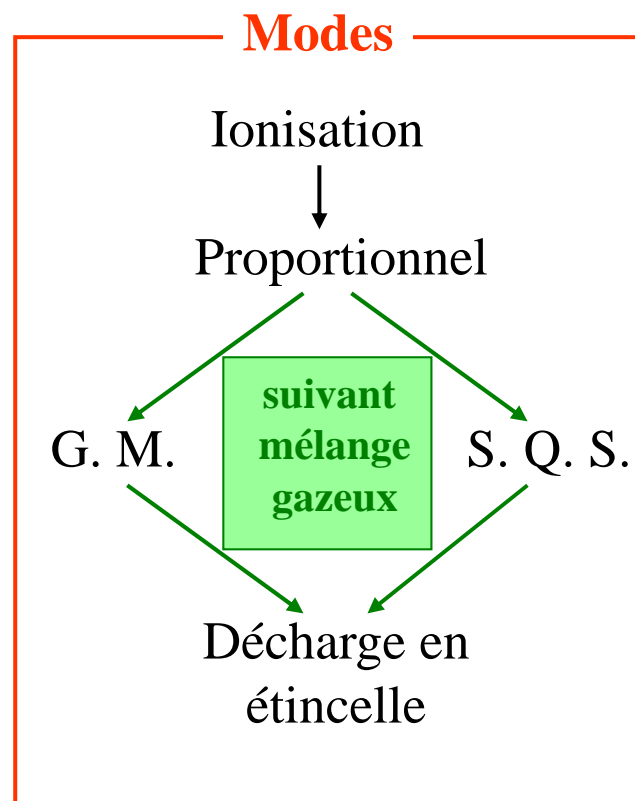 Modes
Ionisation
Proportionnel
suivant
mélange
gazeux
G. M.
S. Q. S.
Décharge en
étincelle